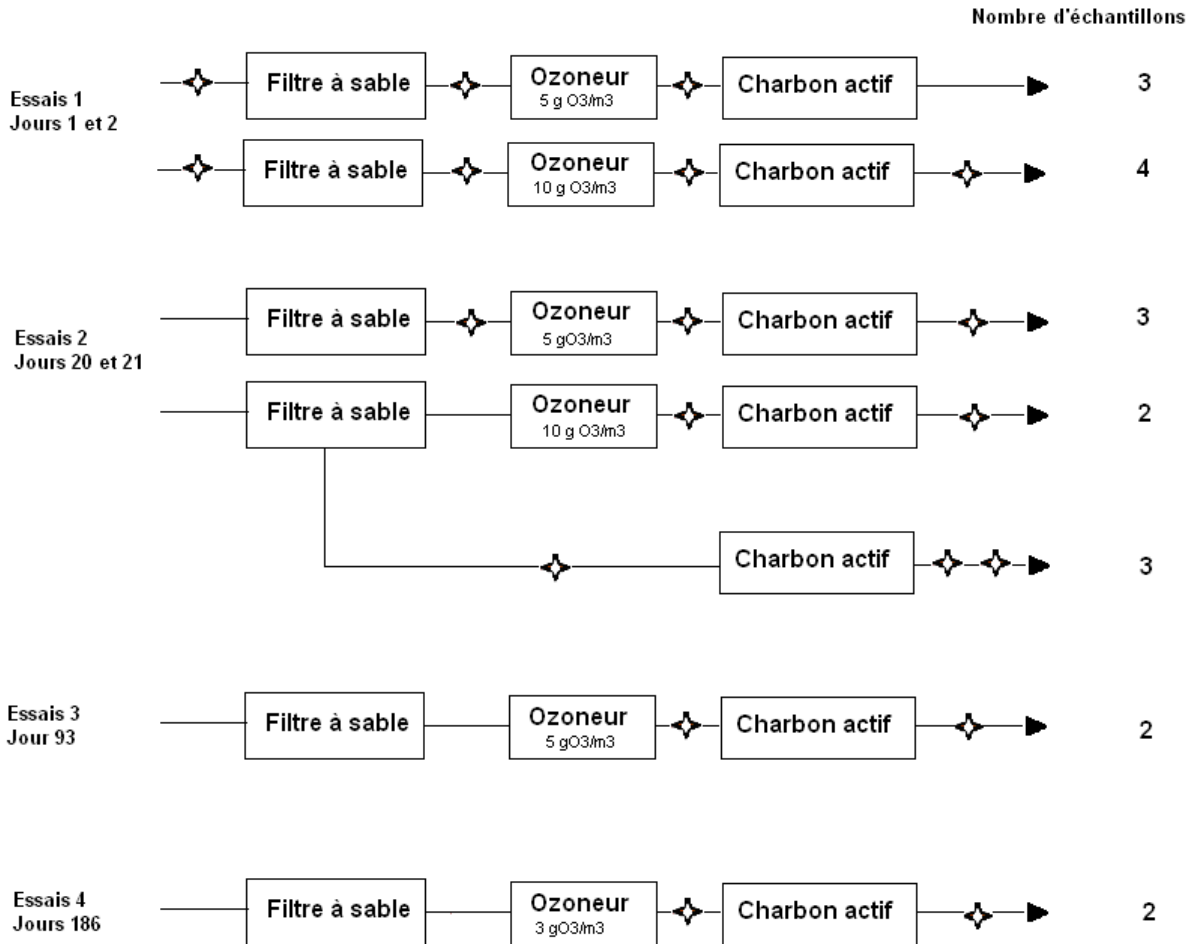 Nombre d'échantillons
Essais 1
Jours 1 et 2
Filtre à sable
Ozoneur
5 g O3/m3
Charbon actif
3
Filtre à sable
Ozoneur
10 g O3/m3
Charbon actif
4
Essais 2
Jours 20 et 21
Filtre à sable
Ozoneur
5 gO3/m3
Charbon actif
3
Filtre à sable
Ozoneur
10 g O3/m3
Charbon actif
2
Charbon actif
3
Essais 3
Jour 93
Filtre à sable
Ozoneur
5 gO3/m3
Charbon actif
2
Essais 4
Jours 186
Filtre à sable
Ozoneur
3 gO3/m3
Charbon actif
2